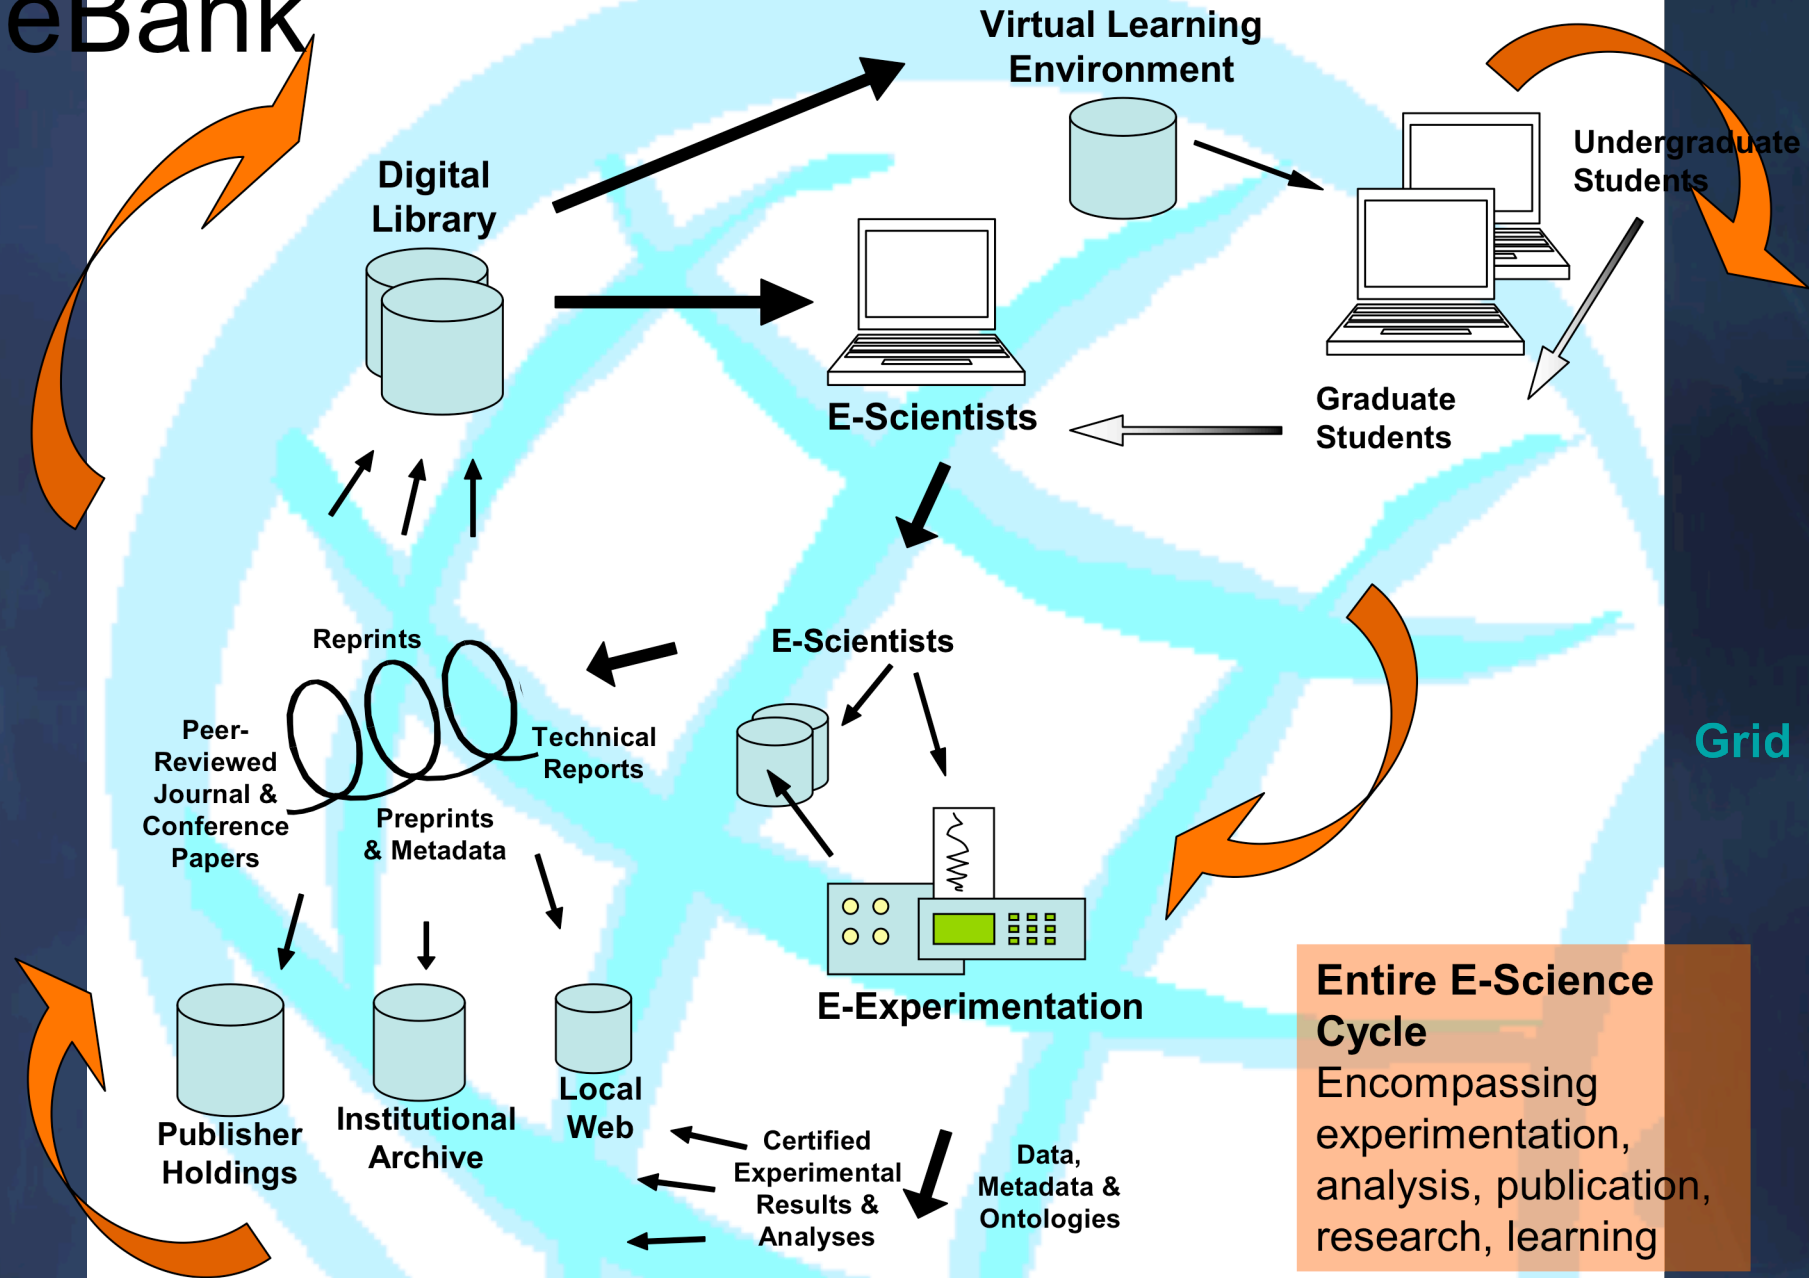 eBank
Virtual Learning
Environment
Undergraduate
Students
Digital
Library
E-Scientists
Graduate
Students
E-Scientists
Reprints
Peer-
Reviewed
Journal &
Conference
Papers
Technical
Reports
Preprints
& Metadata
Grid
E-Experimentation
Publisher
Holdings
Institutional
Archive
Local
Web
Certified
Experimental
Results &
Analyses
Data,
Metadata &
Ontologies
Entire E-Science
Cycle
Encompassing
experimentation,
analysis, publication,
research, learning